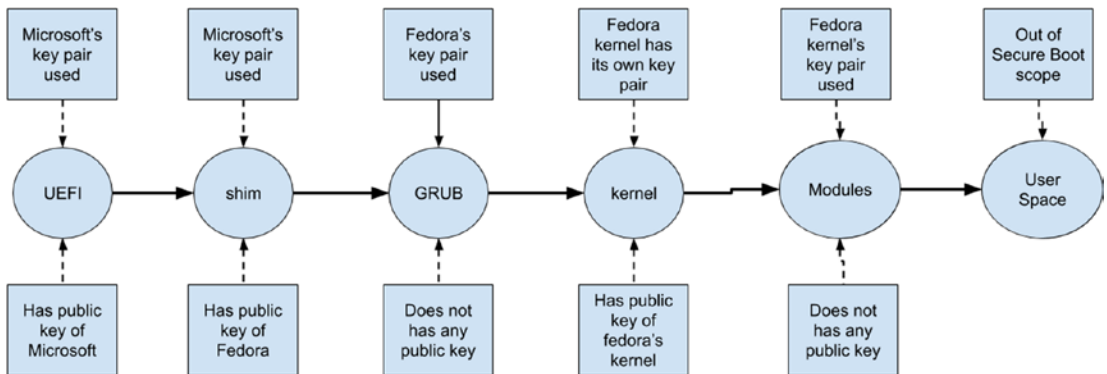 Microsoft's
key pair
used
Microsoft's
key pair
used
Fedora's
key pair
used
Fedora
kernel has
its own key
pair
Fedora
kernel's
key pair
used
Out of
Secure Boot
scope
UEFI
shim
GRUB
kernel
Modules
User
Space
Has public
key of
Microsoft
Has public
key of
Fedora
Does not
has any
public key
Has public
key of
fedora's
kernel
Does not
has any
public key